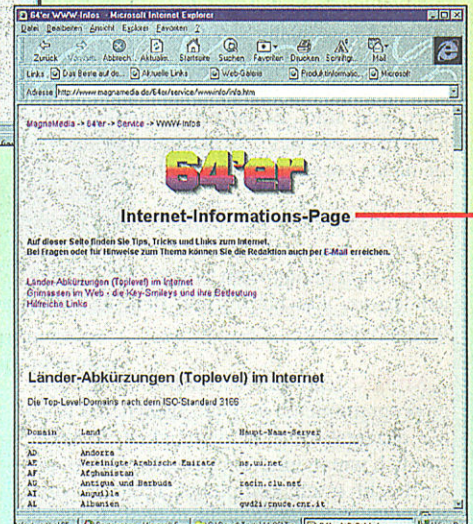 64'er WWW-Infos - Microsoft Internet Explorer
Datei Bearbeiten Ansicht Explorer Favoriten ?
Zurück Vorwärts Abbrech. Aktualis. Startseite Suchen Favoriten Drucken Schriftgr. Mail
Links Das Beste auf de... Aktuelle Links Web-Galerie Produktinformatio... Microsoft
Adresse http://www.magnamedia.de/64er/service/wwwinfo/info.htm
MagnaMedia -> 64'er -> Service -> WWW-Infos
64'er
Internet-Informations-Page
Auf dieser Seite finden Sie Tips, Tricks und Links zum Internet.
Bei Fragen oder für Hinweise zum Thema können Sie die Redaktion auch per E-Mail erreichen.
Länder-Abkürzungen (Toplevel) im Internet
Grimassen im Web - die Key-Smileys und ihre Bedeutung
Hilfreiche Links
Länder-Abkürzungen (Toplevel) im Internet
Die Top-Level-Domains nach dem ISO-Standard 3166
Domain Land Haupt-Name-Server
AD Andorra
AE Vereinigte Arabische Emirate ns.uu.net
AF Afghanistan
AG Antigua und Barbuda
AI Anguilla -
AL Albanien